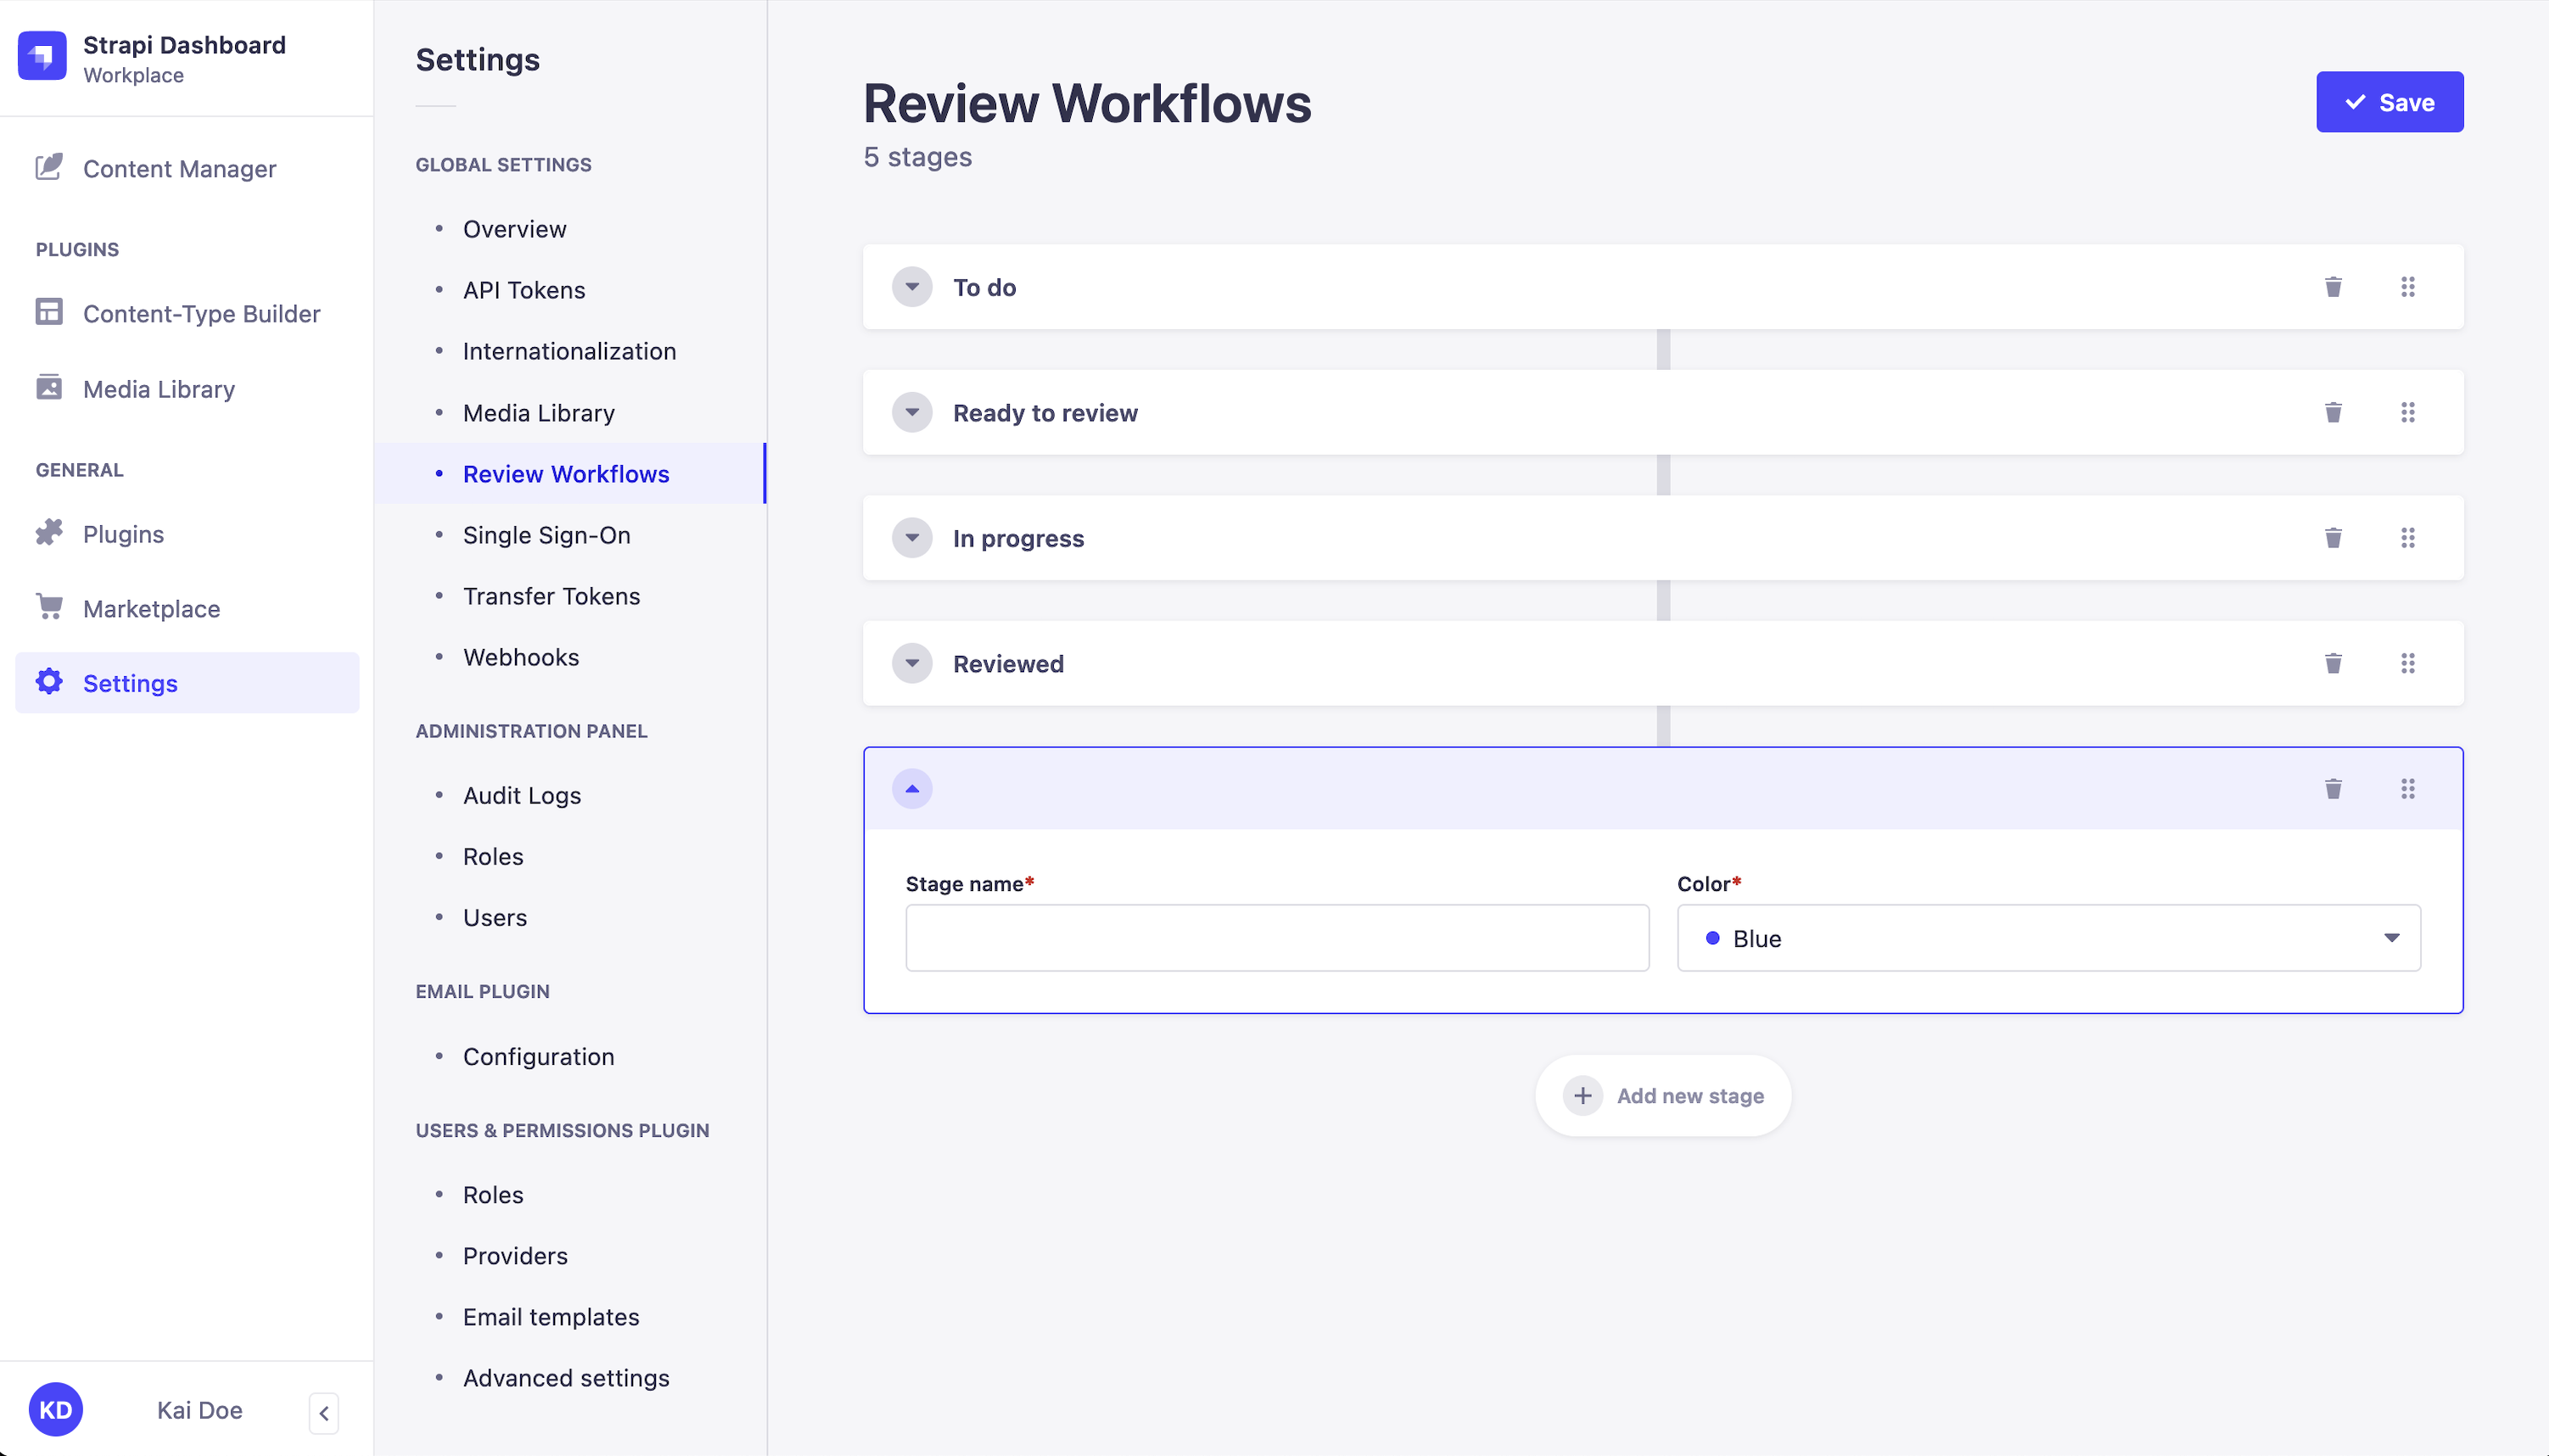 Strapi Dashboard
Workplace
Content Manager
PLUGINS
Content-Type Builder
Media Library
GENERAL
Plugins
Marketplace
Settings
KD
Kai Doe
Settings
GLOBAL SETTINGS
Overview
API Tokens
Internationalization
Media Library
Review Workflows
Single Sign-On
Transfer Tokens
Webhooks
ADMINISTRATION PANEL
Audit Logs
Roles
Users
EMAIL PLUGIN
Configuration
USERS & PERMISSIONS PLUGIN
Roles
Providers
Email templates
Advanced settings
Review Workflows
Save
5 stages
To do
Ready to review
In progress
Reviewed
Stage name*
Color*
Blue
Add new stage